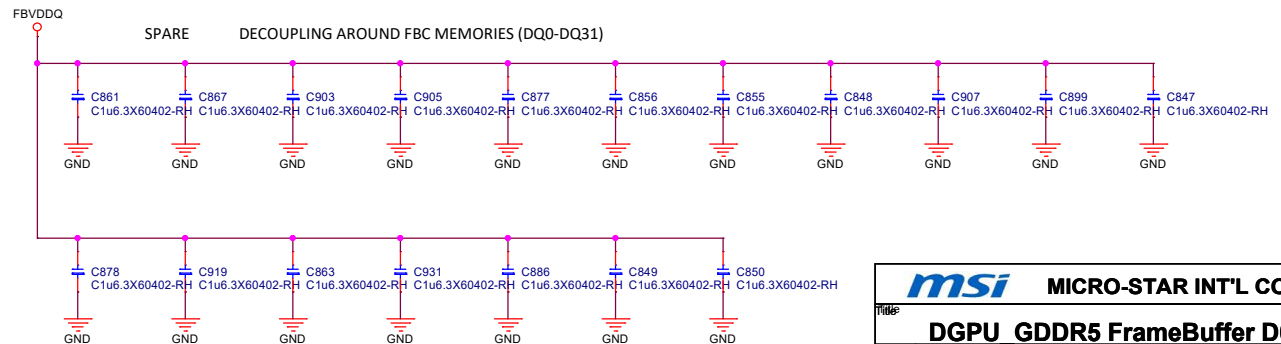 FBVDDQ
SPARE DECOUPLING AROUND FBC MEMORIES (DQ0-DQ31)
C861 C867 C903 C905 C877 C856 C855 C848 C907 C899 C847
C1u6.3X60402-RH C1u6.3X60402-RH C1u6.3X60402-RH C1u6.3X60402-RH C1u6.3X60402-RH C1u6.3X60402-RH C1u6.3X60402-RH C1u6.3X60402-RH C1u6.3X60402-RH C1u6.3X60402-RH C1u6.3X60402-RH
GND GND GND GND GND GND GND GND GND GND GND
C878 C919 C863 C931 C886 C849 C850
C1u6.3X60402-RH C1u6.3X60402-RH C1u6.3X60402-RH C1u6.3X60402-RH C1u6.3X60402-RH C1u6.3X60402-RH C1u6.3X60402-RH
GND GND GND GND GND GND GND
msi MICRO-STAR INT'L CO
Title
DGPU_GDDR5 FrameBuffer D